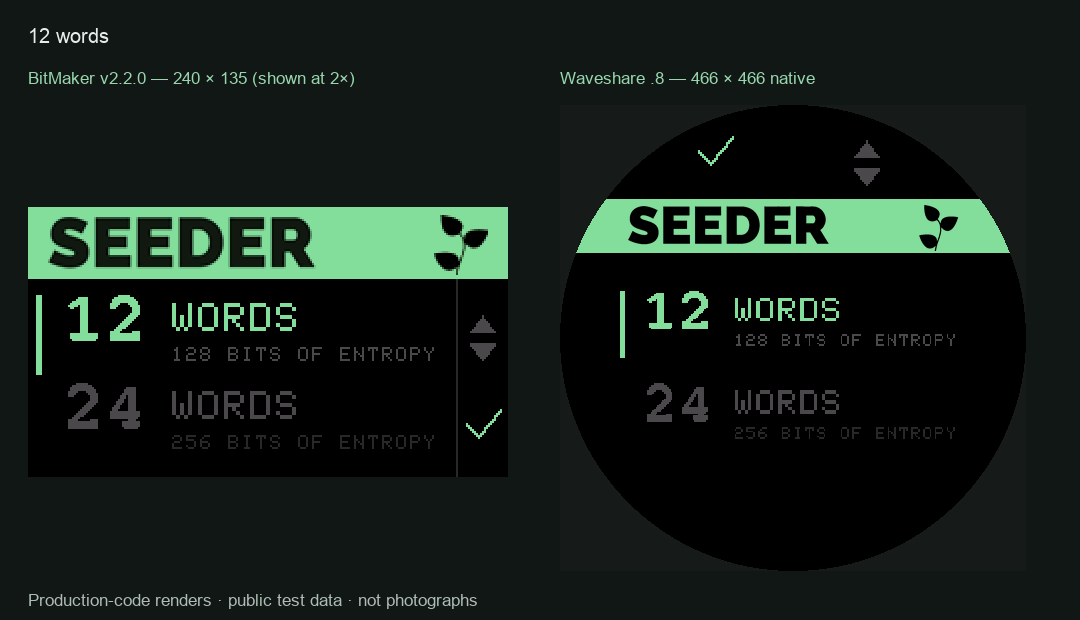 12 words
BitMaker v2.2.0 — 240 × 135 (shown at 2×)
SEEDER
12 WORDS
128 BITS OF ENTROPY
24 WORDS
256 BITS OF ENTROPY
Waveshare .8 — 466 × 466 native
SEEDER
12 WORDS
128 BITS OF ENTROPY
24 WORDS
256 BITS OF ENTROPY
Production-code renders · public test data · not photographs